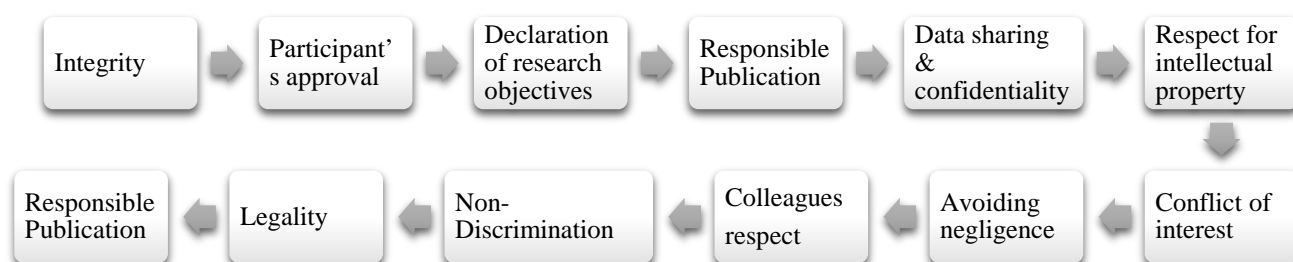 Integrity
Participant’
s approval
Declaration
of research
objectives
Responsible
Publication
Data sharing
&
confidentiality
Respect for
intellectual
property
Conflict of
interest
Avoiding
negligence
Colleagues
respect
Non-
Discrimination
Legality
Responsible
Publication